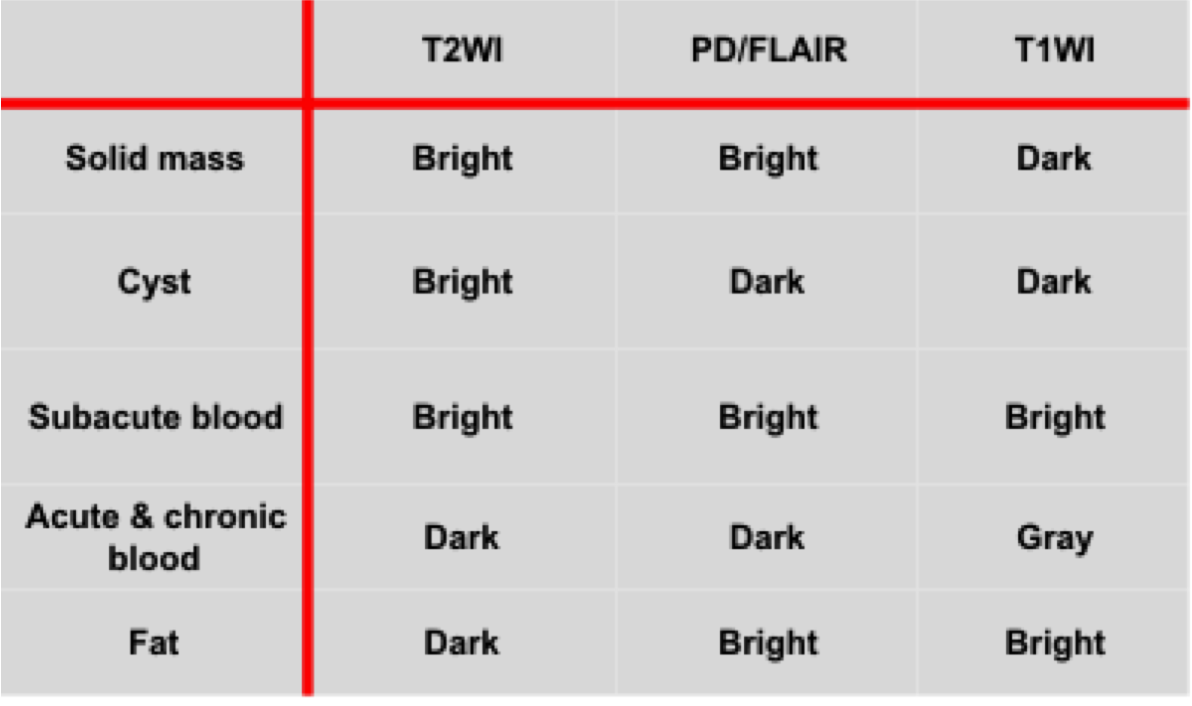 T2WI PD/FLAIR T1WI
Solid mass Bright Bright Dark
Cyst Bright Dark Dark
Subacute blood Bright Bright Bright
Acute & chronic
blood Dark Dark Gray
Fat Dark Bright Bright